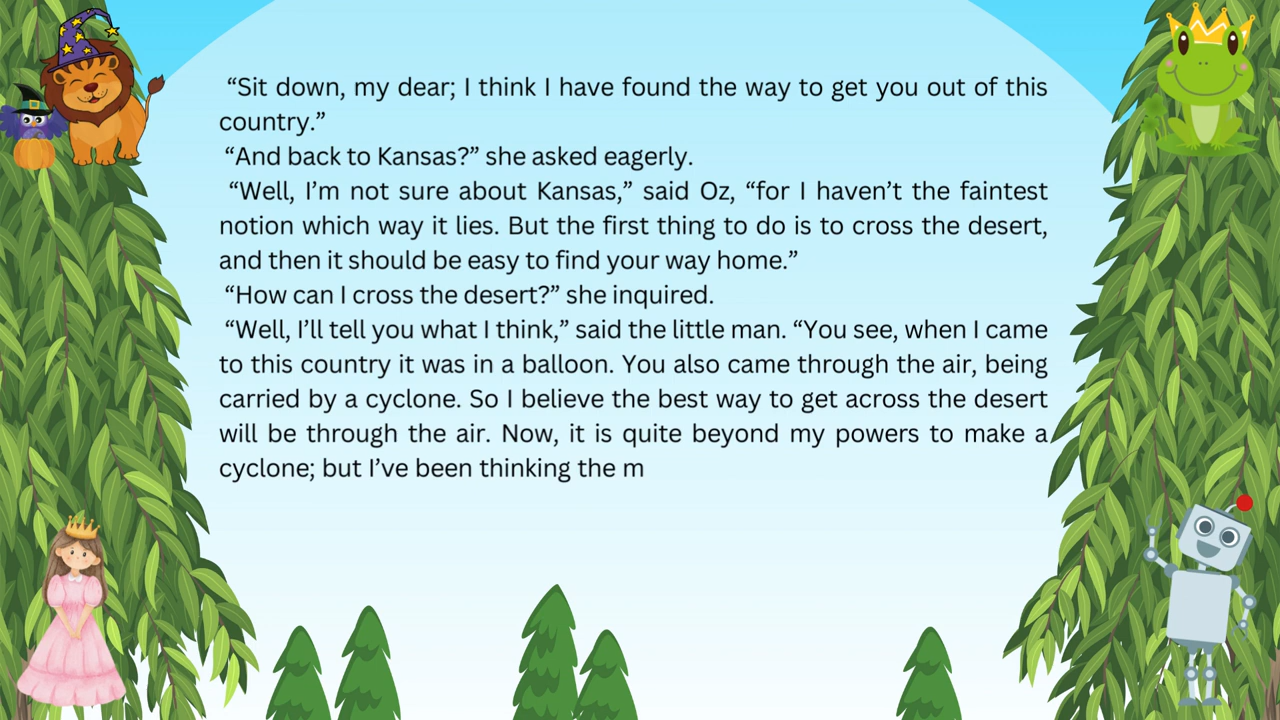 “Sit down, my dear; I think I have found the way to get you out of this
country.”
“And back to Kansas?” she asked eagerly.
“Well, I’m not sure about Kansas,” said Oz, “for I haven’t the faintest
notion which way it lies. But the first thing to do is to cross the desert,
and then it should be easy to find your way home.”
“How can I cross the desert?” she inquired.
“Well, I’ll tell you what I think,” said the little man. “You see, when I came
to this country it was in a balloon. You also came through the air, being
carried by a cyclone. So I believe the best way to get across the desert
will be through the air. Now, it is quite beyond my powers to make a
cyclone; but I’ve been thinking the m